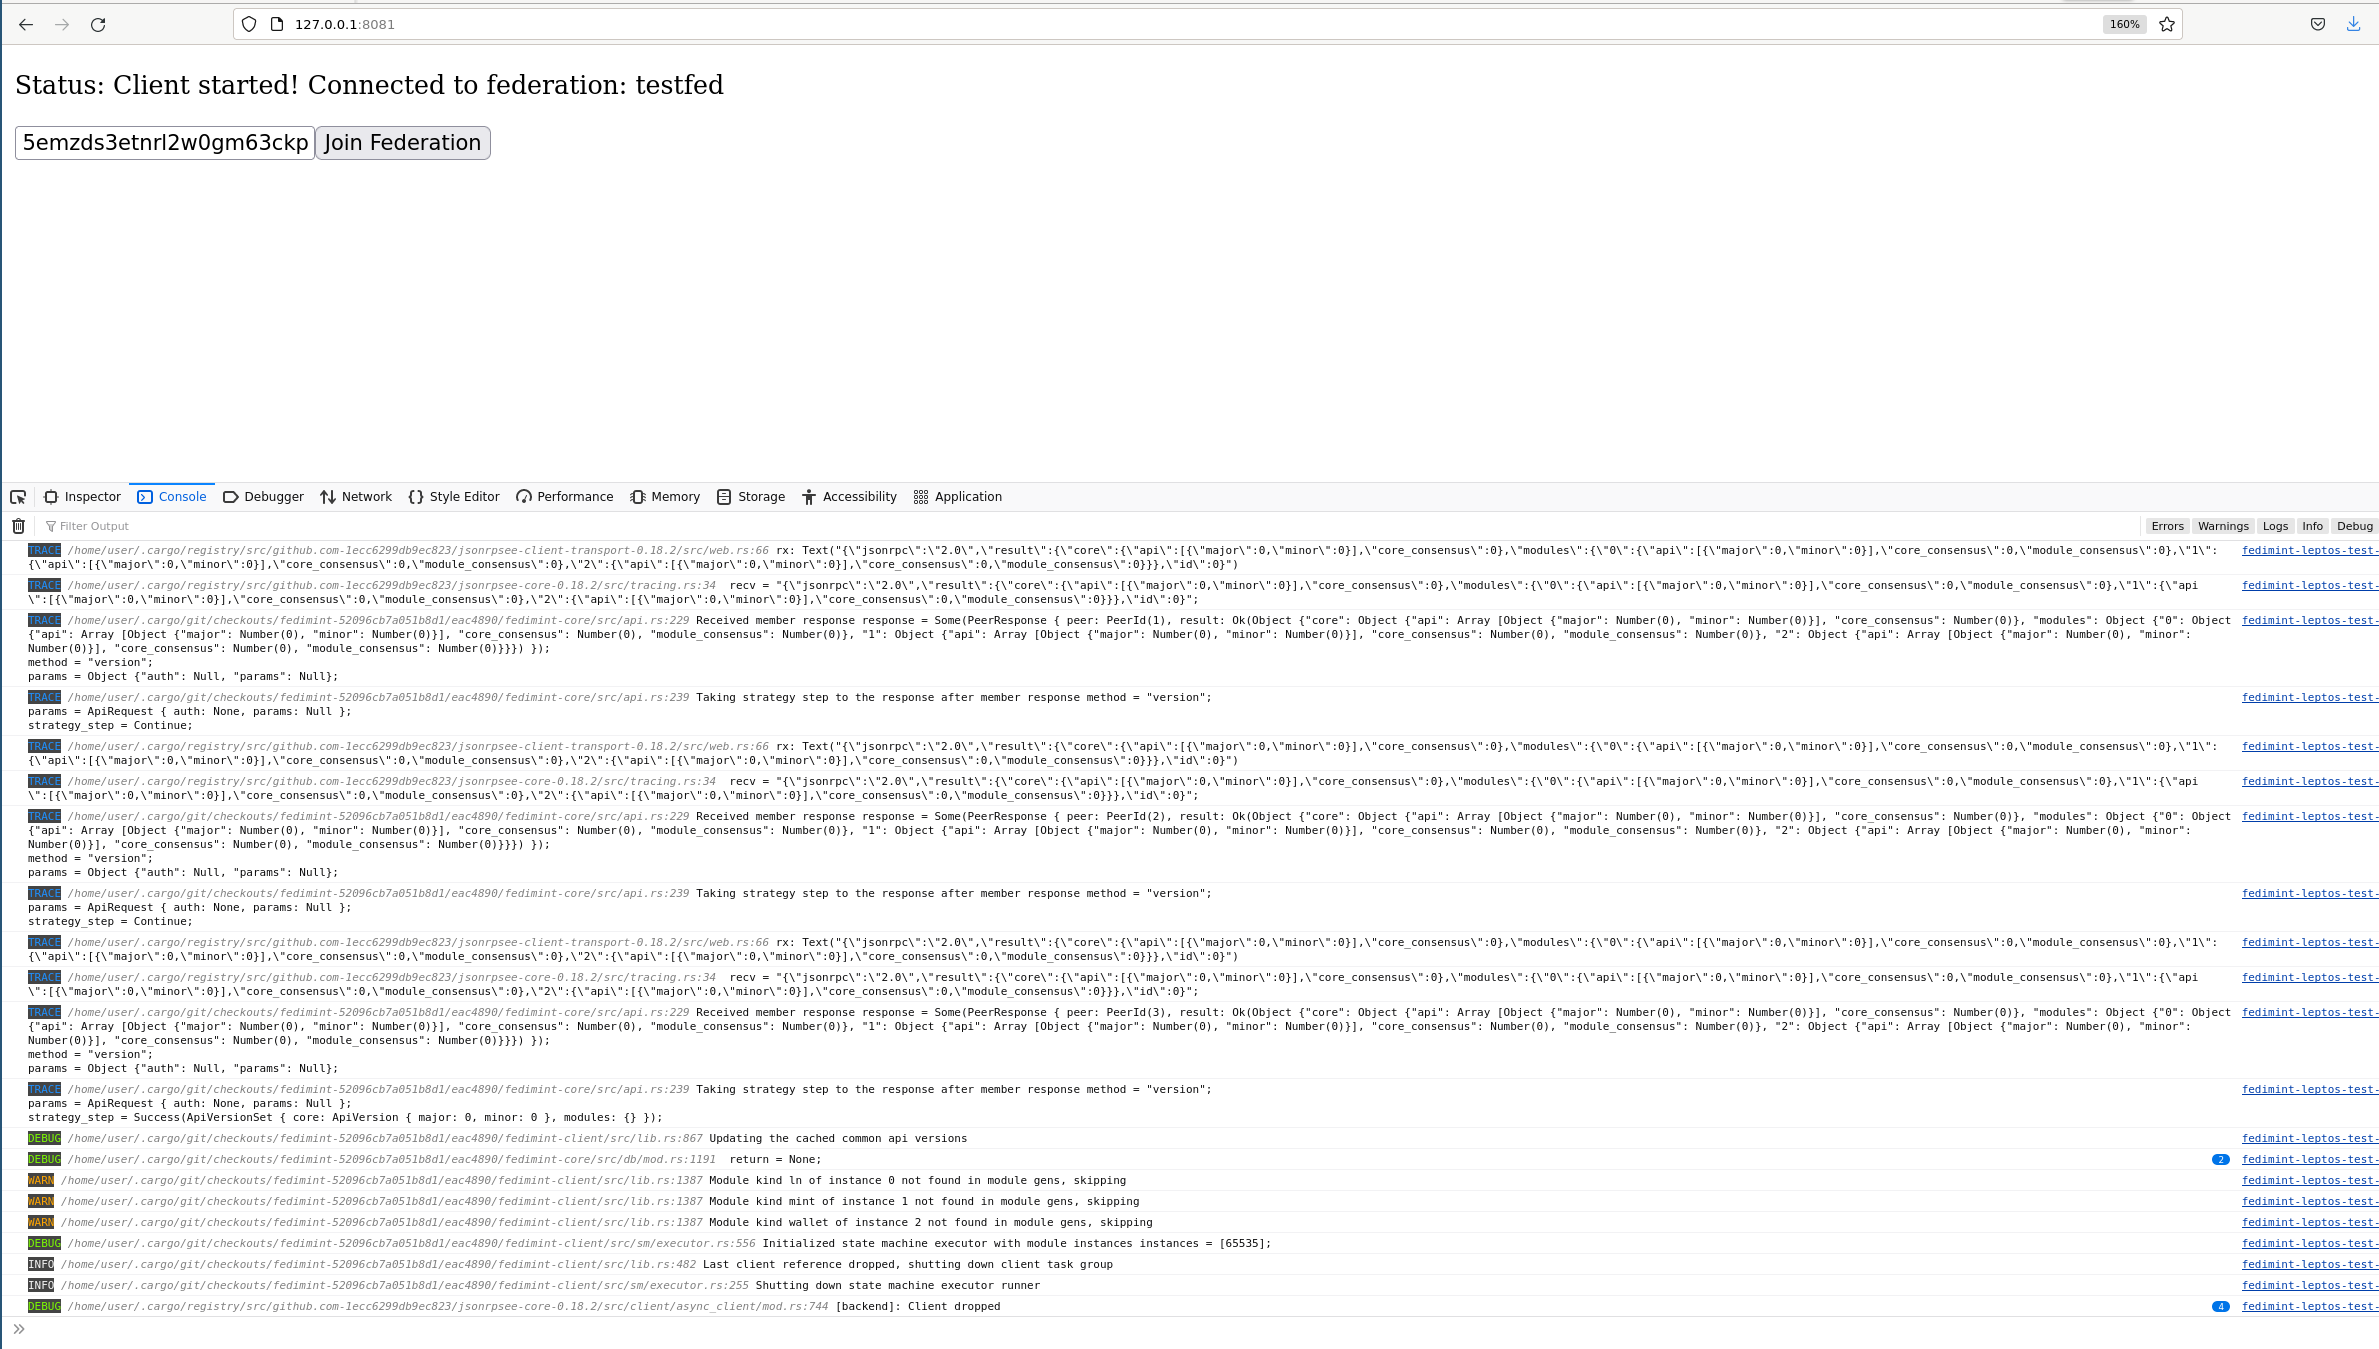 127.0.0.1:8081
160%
Status: Client started! Connected to federation: testfed
5emzds3etnrl2w0gm63ckp Join Federation
Inspector Console Debugger Network Style Editor Performance Memory Storage Accessibility Application
Filter Output Errors Warnings Logs Info Debug
TRACE /home/user/.cargo/registry/src/github.com-1ecc6299db9ec823/jsonrpsee-client-transport-0.18.2/src/web.rs:66 rx: Text("{\"jsonrpc\":\"2.0\",\"result\":{\"core\":{\"api\":[{\"major\":0,\"minor\":0}],\"core_consensus\":0},\"modules\":{\"0\":{\"api\":[{\"major\":0,\"minor\":0}],\"core_consensus\":0,\"module_consensus\":0},\"1\": fedimint-leptos-test-
{\"api\":[{\"major\":0,\"minor\":0}],\"core_consensus\":0,\"module_consensus\":0},\"2\":{\"api\":[{\"major\":0,\"minor\":0}],\"core_consensus\":0,\"module_consensus\":0}}},\"id\":0}")
TRACE /home/user/.cargo/registry/src/github.com-1ecc6299db9ec823/jsonrpsee-core-0.18.2/src/tracing.rs:34 recv = "{\"jsonrpc\":\"2.0\",\"result\":{\"core\":{\"api\":[{\"major\":0,\"minor\":0}],\"core_consensus\":0},\"modules\":{\"0\":{\"api\":[{\"major\":0,\"minor\":0}],\"core_consensus\":0,\"module_consensus\":0},\"1\":{\"api fedimint-leptos-test-
\":[{\"major\":0,\"minor\":0}],\"core_consensus\":0,\"module_consensus\":0},\"2\":{\"api\":[{\"major\":0,\"minor\":0}],\"core_consensus\":0,\"module_consensus\":0}}},\"id\":0}";
TRACE /home/user/.cargo/git/checkouts/fedimint-52096cb7a051b8d1/eac4890/fedimint-core/src/api.rs:229 Received member response response = Some(PeerResponse { peer: PeerId(1), result: Ok(Object {"core": Object {"api": Array [Object {"major": Number(0), "minor": Number(0)}], "core_consensus": Number(0)}, "modules": Object {"0": Object fedimint-leptos-test-
{"api": Array [Object {"major": Number(0), "minor": Number(0)}], "core_consensus": Number(0), "module_consensus": Number(0)}, "1": Object {"api": Array [Object {"major": Number(0), "minor": Number(0)}], "core_consensus": Number(0), "module_consensus": Number(0)}, "2": Object {"api": Array [Object {"major": Number(0), "minor":
Number(0)}], "core_consensus": Number(0), "module_consensus": Number(0)}}}) });
method = "version";
params = Object {"auth": Null, "params": Null};
TRACE /home/user/.cargo/git/checkouts/fedimint-52096cb7a051b8d1/eac4890/fedimint-core/src/api.rs:239 Taking strategy step to the response after member response method = "version"; fedimint-leptos-test-
params = ApiRequest { auth: None, params: Null };
strategy_step = Continue;
TRACE /home/user/.cargo/registry/src/github.com-1ecc6299db9ec823/jsonrpsee-client-transport-0.18.2/src/web.rs:66 rx: Text("{\"jsonrpc\":\"2.0\",\"result\":{\"core\":{\"api\":[{\"major\":0,\"minor\":0}],\"core_consensus\":0},\"modules\":{\"0\":{\"api\":[{\"major\":0,\"minor\":0}],\"core_consensus\":0,\"module_consensus\":0},\"1\": fedimint-leptos-test-
{\"api\":[{\"major\":0,\"minor\":0}],\"core_consensus\":0,\"module_consensus\":0},\"2\":{\"api\":[{\"major\":0,\"minor\":0}],\"core_consensus\":0,\"module_consensus\":0}}},\"id\":0}")
TRACE /home/user/.cargo/registry/src/github.com-1ecc6299db9ec823/jsonrpsee-core-0.18.2/src/tracing.rs:34 recv = "{\"jsonrpc\":\"2.0\",\"result\":{\"core\":{\"api\":[{\"major\":0,\"minor\":0}],\"core_consensus\":0},\"modules\":{\"0\":{\"api\":[{\"major\":0,\"minor\":0}],\"core_consensus\":0,\"module_consensus\":0},\"1\":{\"api fedimint-leptos-test-
\":[{\"major\":0,\"minor\":0}],\"core_consensus\":0,\"module_consensus\":0},\"2\":{\"api\":[{\"major\":0,\"minor\":0}],\"core_consensus\":0,\"module_consensus\":0}}},\"id\":0}";
TRACE /home/user/.cargo/git/checkouts/fedimint-52096cb7a051b8d1/eac4890/fedimint-core/src/api.rs:229 Received member response response = Some(PeerResponse { peer: PeerId(2), result: Ok(Object {"core": Object {"api": Array [Object {"major": Number(0), "minor": Number(0)}], "core_consensus": Number(0)}, "modules": Object {"0": Object fedimint-leptos-test-
{"api": Array [Object {"major": Number(0), "minor": Number(0)}], "core_consensus": Number(0), "module_consensus": Number(0)}, "1": Object {"api": Array [Object {"major": Number(0), "minor": Number(0)}], "core_consensus": Number(0), "module_consensus": Number(0)}, "2": Object {"api": Array [Object {"major": Number(0), "minor":
Number(0)}], "core_consensus": Number(0), "module_consensus": Number(0)}}}) });
method = "version";
params = Object {"auth": Null, "params": Null};
TRACE /home/user/.cargo/git/checkouts/fedimint-52096cb7a051b8d1/eac4890/fedimint-core/src/api.rs:239 Taking strategy step to the response after member response method = "version"; fedimint-leptos-test-
params = ApiRequest { auth: None, params: Null };
strategy_step = Continue;
TRACE /home/user/.cargo/registry/src/github.com-1ecc6299db9ec823/jsonrpsee-client-transport-0.18.2/src/web.rs:66 rx: Text("{\"jsonrpc\":\"2.0\",\"result\":{\"core\":{\"api\":[{\"major\":0,\"minor\":0}],\"core_consensus\":0},\"modules\":{\"0\":{\"api\":[{\"major\":0,\"minor\":0}],\"core_consensus\":0,\"module_consensus\":0},\"1\": fedimint-leptos-test-
{\"api\":[{\"major\":0,\"minor\":0}],\"core_consensus\":0,\"module_consensus\":0},\"2\":{\"api\":[{\"major\":0,\"minor\":0}],\"core_consensus\":0,\"module_consensus\":0}}},\"id\":0}")
TRACE /home/user/.cargo/registry/src/github.com-1ecc6299db9ec823/jsonrpsee-core-0.18.2/src/tracing.rs:34 recv = "{\"jsonrpc\":\"2.0\",\"result\":{\"core\":{\"api\":[{\"major\":0,\"minor\":0}],\"core_consensus\":0},\"modules\":{\"0\":{\"api\":[{\"major\":0,\"minor\":0}],\"core_consensus\":0,\"module_consensus\":0},\"1\":{\"api fedimint-leptos-test-
\":[{\"major\":0,\"minor\":0}],\"core_consensus\":0,\"module_consensus\":0},\"2\":{\"api\":[{\"major\":0,\"minor\":0}],\"core_consensus\":0,\"module_consensus\":0}}},\"id\":0}";
TRACE /home/user/.cargo/git/checkouts/fedimint-52096cb7a051b8d1/eac4890/fedimint-core/src/api.rs:229 Received member response response = Some(PeerResponse { peer: PeerId(3), result: Ok(Object {"core": Object {"api": Array [Object {"major": Number(0), "minor": Number(0)}], "core_consensus": Number(0)}, "modules": Object {"0": Object fedimint-leptos-test-
{"api": Array [Object {"major": Number(0), "minor": Number(0)}], "core_consensus": Number(0), "module_consensus": Number(0)}, "1": Object {"api": Array [Object {"major": Number(0), "minor": Number(0)}], "core_consensus": Number(0), "module_consensus": Number(0)}, "2": Object {"api": Array [Object {"major": Number(0), "minor":
Number(0)}], "core_consensus": Number(0), "module_consensus": Number(0)}}}) });
method = "version";
params = Object {"auth": Null, "params": Null};
TRACE /home/user/.cargo/git/checkouts/fedimint-52096cb7a051b8d1/eac4890/fedimint-core/src/api.rs:239 Taking strategy step to the response after member response method = "version"; fedimint-leptos-test-
params = ApiRequest { auth: None, params: Null };
strategy_step = Success(ApiVersionSet { core: ApiVersion { major: 0, minor: 0 }, modules: {} });
DEBUG /home/user/.cargo/git/checkouts/fedimint-52096cb7a051b8d1/eac4890/fedimint-client/src/lib.rs:867 Updating the cached common api versions fedimint-leptos-test-
DEBUG /home/user/.cargo/git/checkouts/fedimint-52096cb7a051b8d1/eac4890/fedimint-core/src/db/mod.rs:1191 return = None; 2 fedimint-leptos-test-
WARN /home/user/.cargo/git/checkouts/fedimint-52096cb7a051b8d1/eac4890/fedimint-client/src/lib.rs:1387 Module kind ln of instance 0 not found in module gens, skipping fedimint-leptos-test-
WARN /home/user/.cargo/git/checkouts/fedimint-52096cb7a051b8d1/eac4890/fedimint-client/src/lib.rs:1387 Module kind mint of instance 1 not found in module gens, skipping fedimint-leptos-test-
WARN /home/user/.cargo/git/checkouts/fedimint-52096cb7a051b8d1/eac4890/fedimint-client/src/lib.rs:1387 Module kind wallet of instance 2 not found in module gens, skipping fedimint-leptos-test-
DEBUG /home/user/.cargo/git/checkouts/fedimint-52096cb7a051b8d1/eac4890/fedimint-client/src/sm/executor.rs:556 Initialized state machine executor with module instances instances = [65535]; fedimint-leptos-test-
INFO /home/user/.cargo/git/checkouts/fedimint-52096cb7a051b8d1/eac4890/fedimint-client/src/lib.rs:482 Last client reference dropped, shutting down client task group fedimint-leptos-test-
INFO /home/user/.cargo/git/checkouts/fedimint-52096cb7a051b8d1/eac4890/fedimint-client/src/sm/executor.rs:255 Shutting down state machine executor runner fedimint-leptos-test-
DEBUG /home/user/.cargo/registry/src/github.com-1ecc6299db9ec823/jsonrpsee-core-0.18.2/src/client/async_client/mod.rs:744 [backend]: Client dropped 4 fedimint-leptos-test-